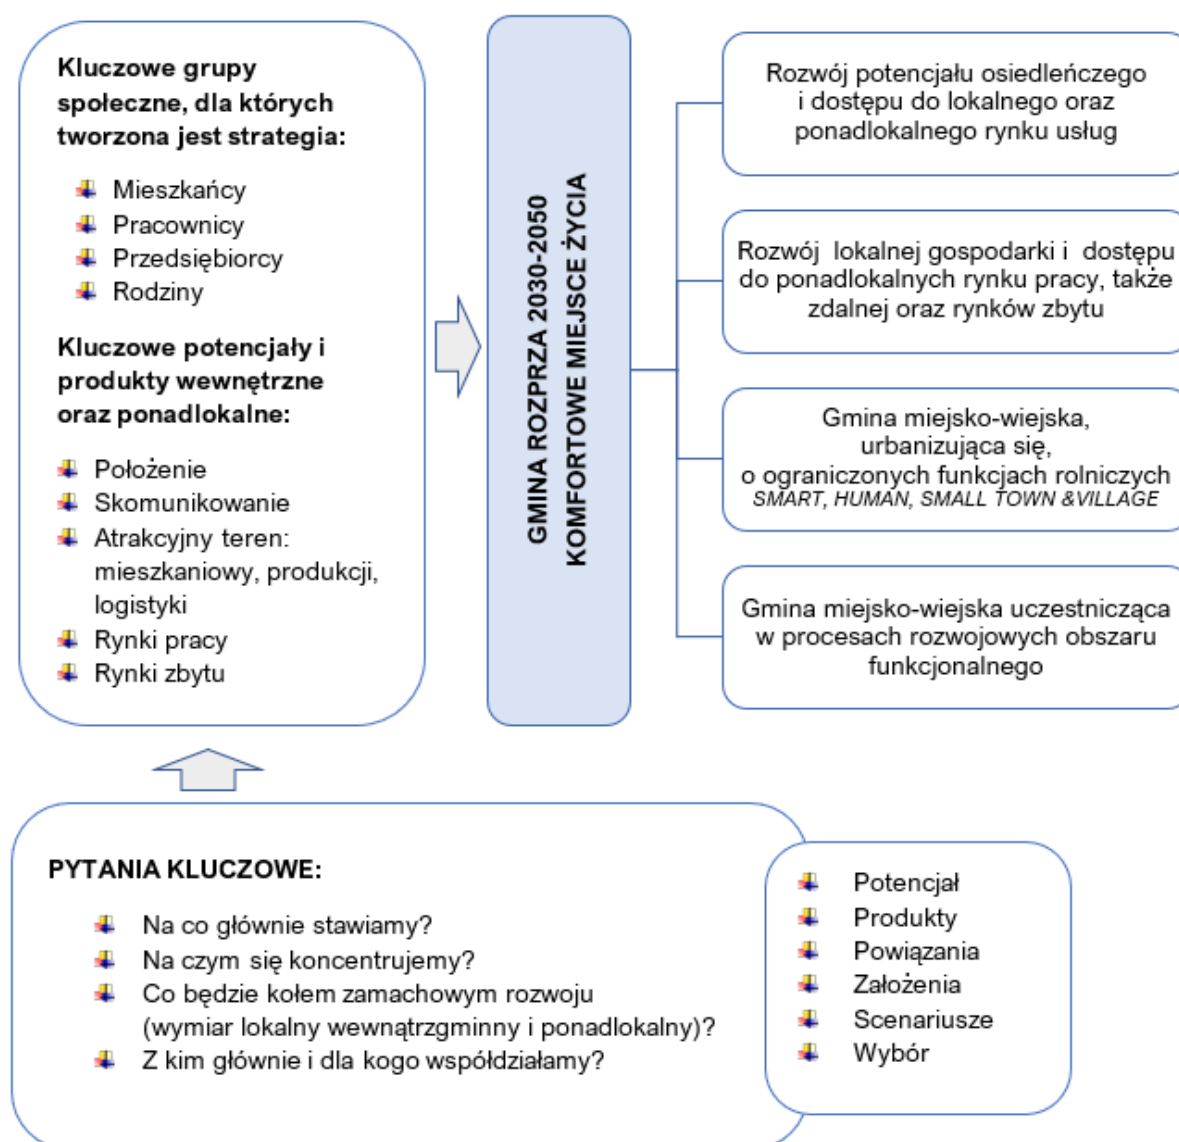 Kluczowe grupy
społeczne, dla których
tworzona jest strategia:
Mieszkańcy
Pracownicy
Przedsiębiorcy
Rodziny
Kluczowe potencjały i
produkty wewnętrzne
oraz ponadlokalne:
Położenie
Skomunikowanie
Atrakcyjny teren:
mieszkaniowy, produkcji,
logistyki
Rynki pracy
Rynki zbytu
GMINA ROZPRZA 2030-2050
KOMFORTOWE MIEJSCE ŻYCIA
Rozwój potencjału osiedleńczego
i dostępu do lokalnego oraz
ponadlokalnego rynku usług
Rozwój lokalnej gospodarki i dostępu
do ponadlokalnych rynku pracy, także
zdalnej oraz rynków zbytu
Gmina miejsko-wiejska,
urbanizująca się,
o ograniczonych funkcjach rolniczych
SMART, HUMAN, SMALL TOWN &VILLAGE
Gmina miejsko-wiejska uczestnicząca
w procesach rozwojowych obszaru
funkcjonalnego
PYTANIA KLUCZOWE:
Na co głównie stawiamy?
Na czym się koncentrujemy?
Co będzie kołem zamachowym rozwoju
(wymiar lokalny wewnątrzgminny i ponadlokalny)?
Z kim głównie i dla kogo współdziałamy?
Potencjał
Produkty
Powiązania
Założenia
Scenariusze
Wybór